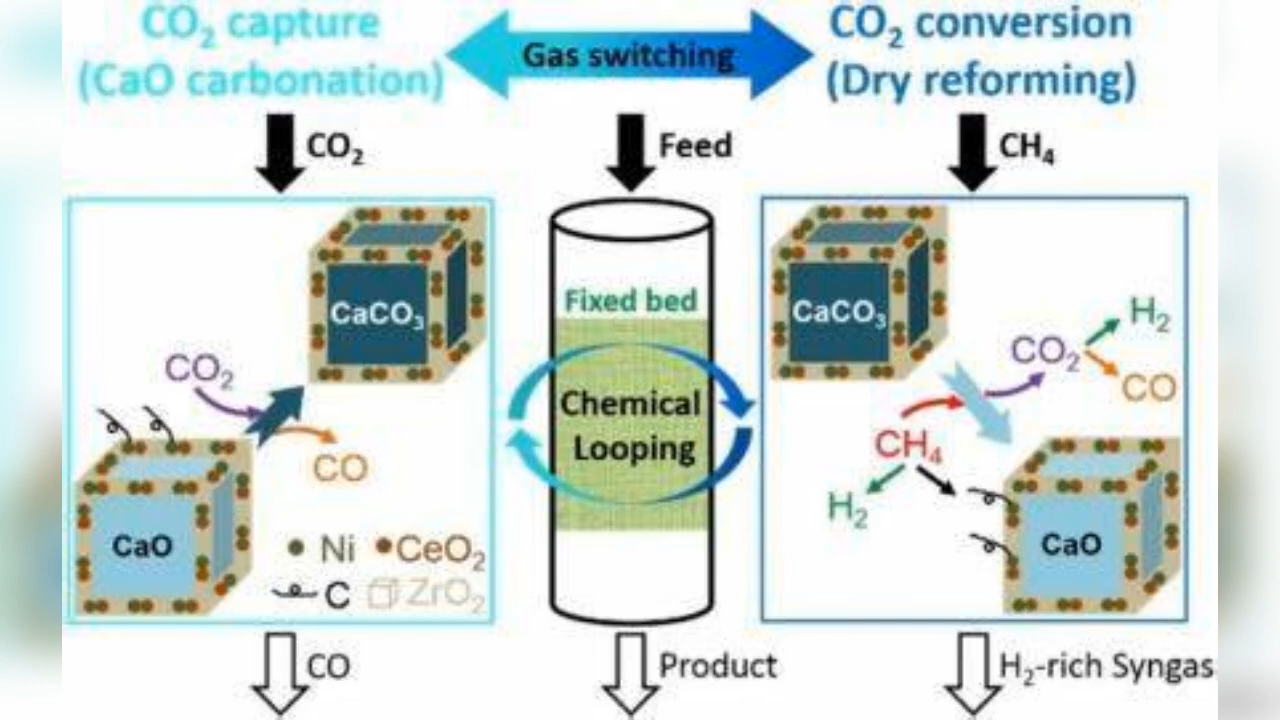 CO₂ capture
(CaO carbonation)
Gas switching
CO₂ conversion
(Dry reforming)
CO₂
Feed
CH₄
CaCO₃
CO₂
CO
CaO
Ni
CeO₂
C
ZrO₂
Fixed bed
Chemical
Looping
CaCO₃
H₂
CO₂
CO
CH₄
H₂
CaO
CO
Product
H₂-rich Syngas